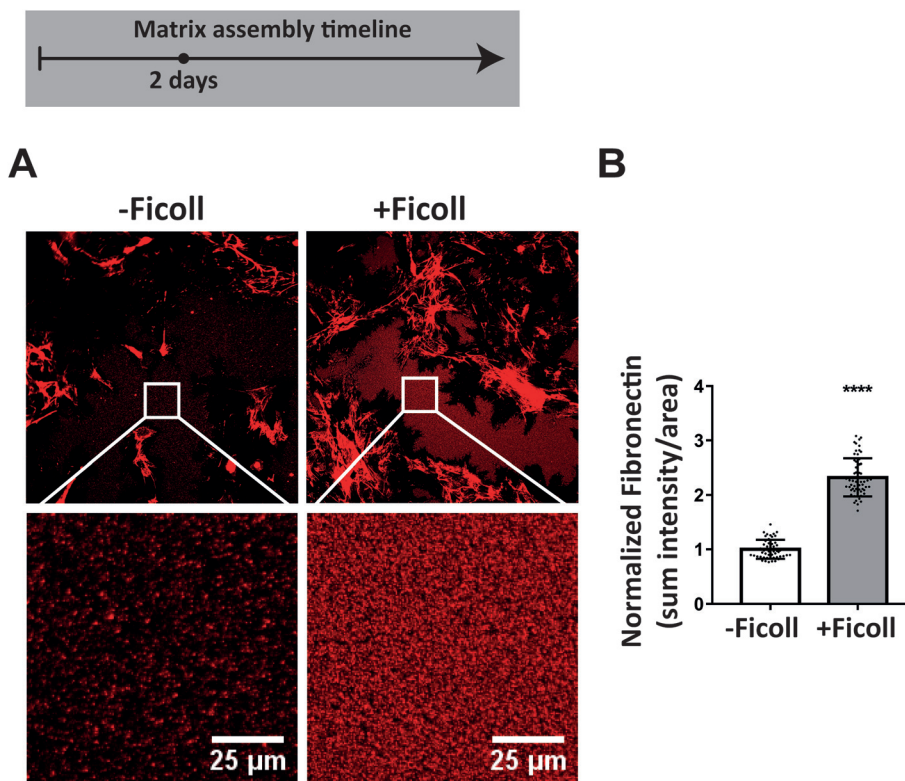 Matrix assembly timeline
2 days
A
-Ficoll
+Ficoll
25 µm
25 µm
B
Normalized Fibronectin
(sum intensity/area)
4
3
2
1
0
****
-Ficoll
+Ficoll